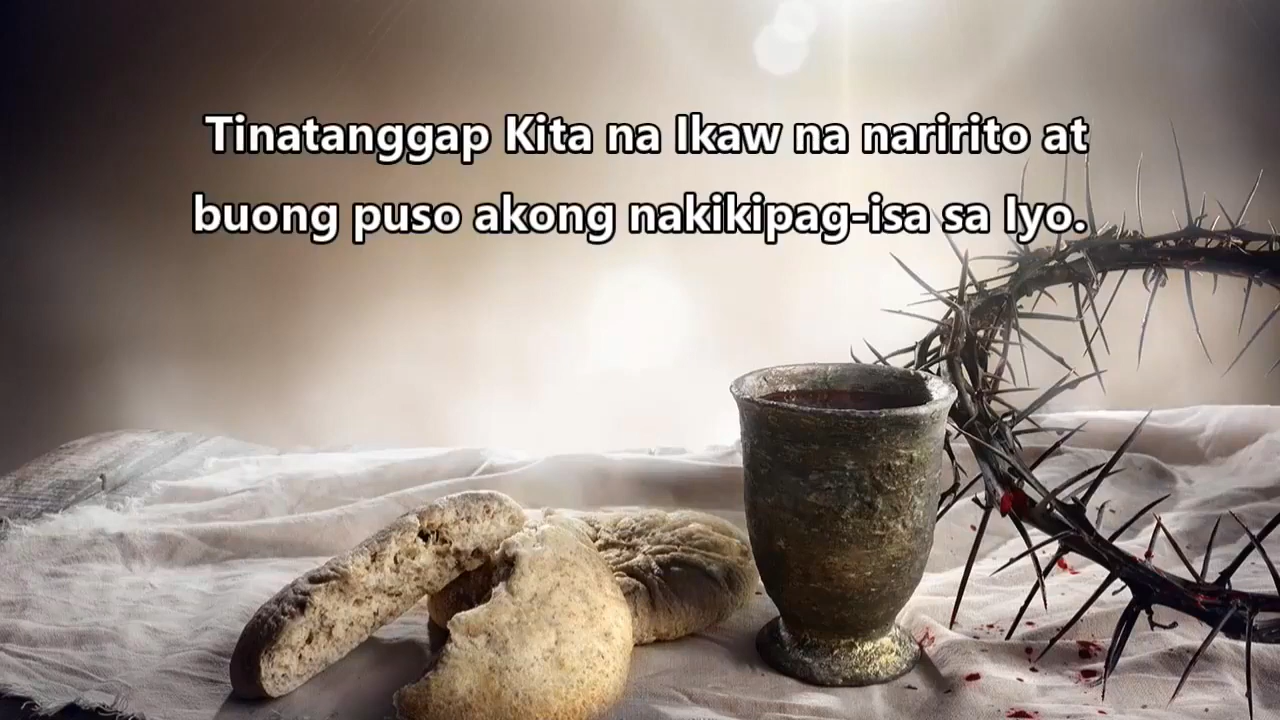 Tinatanggap Kita na Ikaw na naririto at
buong puso akong nakikipag-isa sa Iyo.